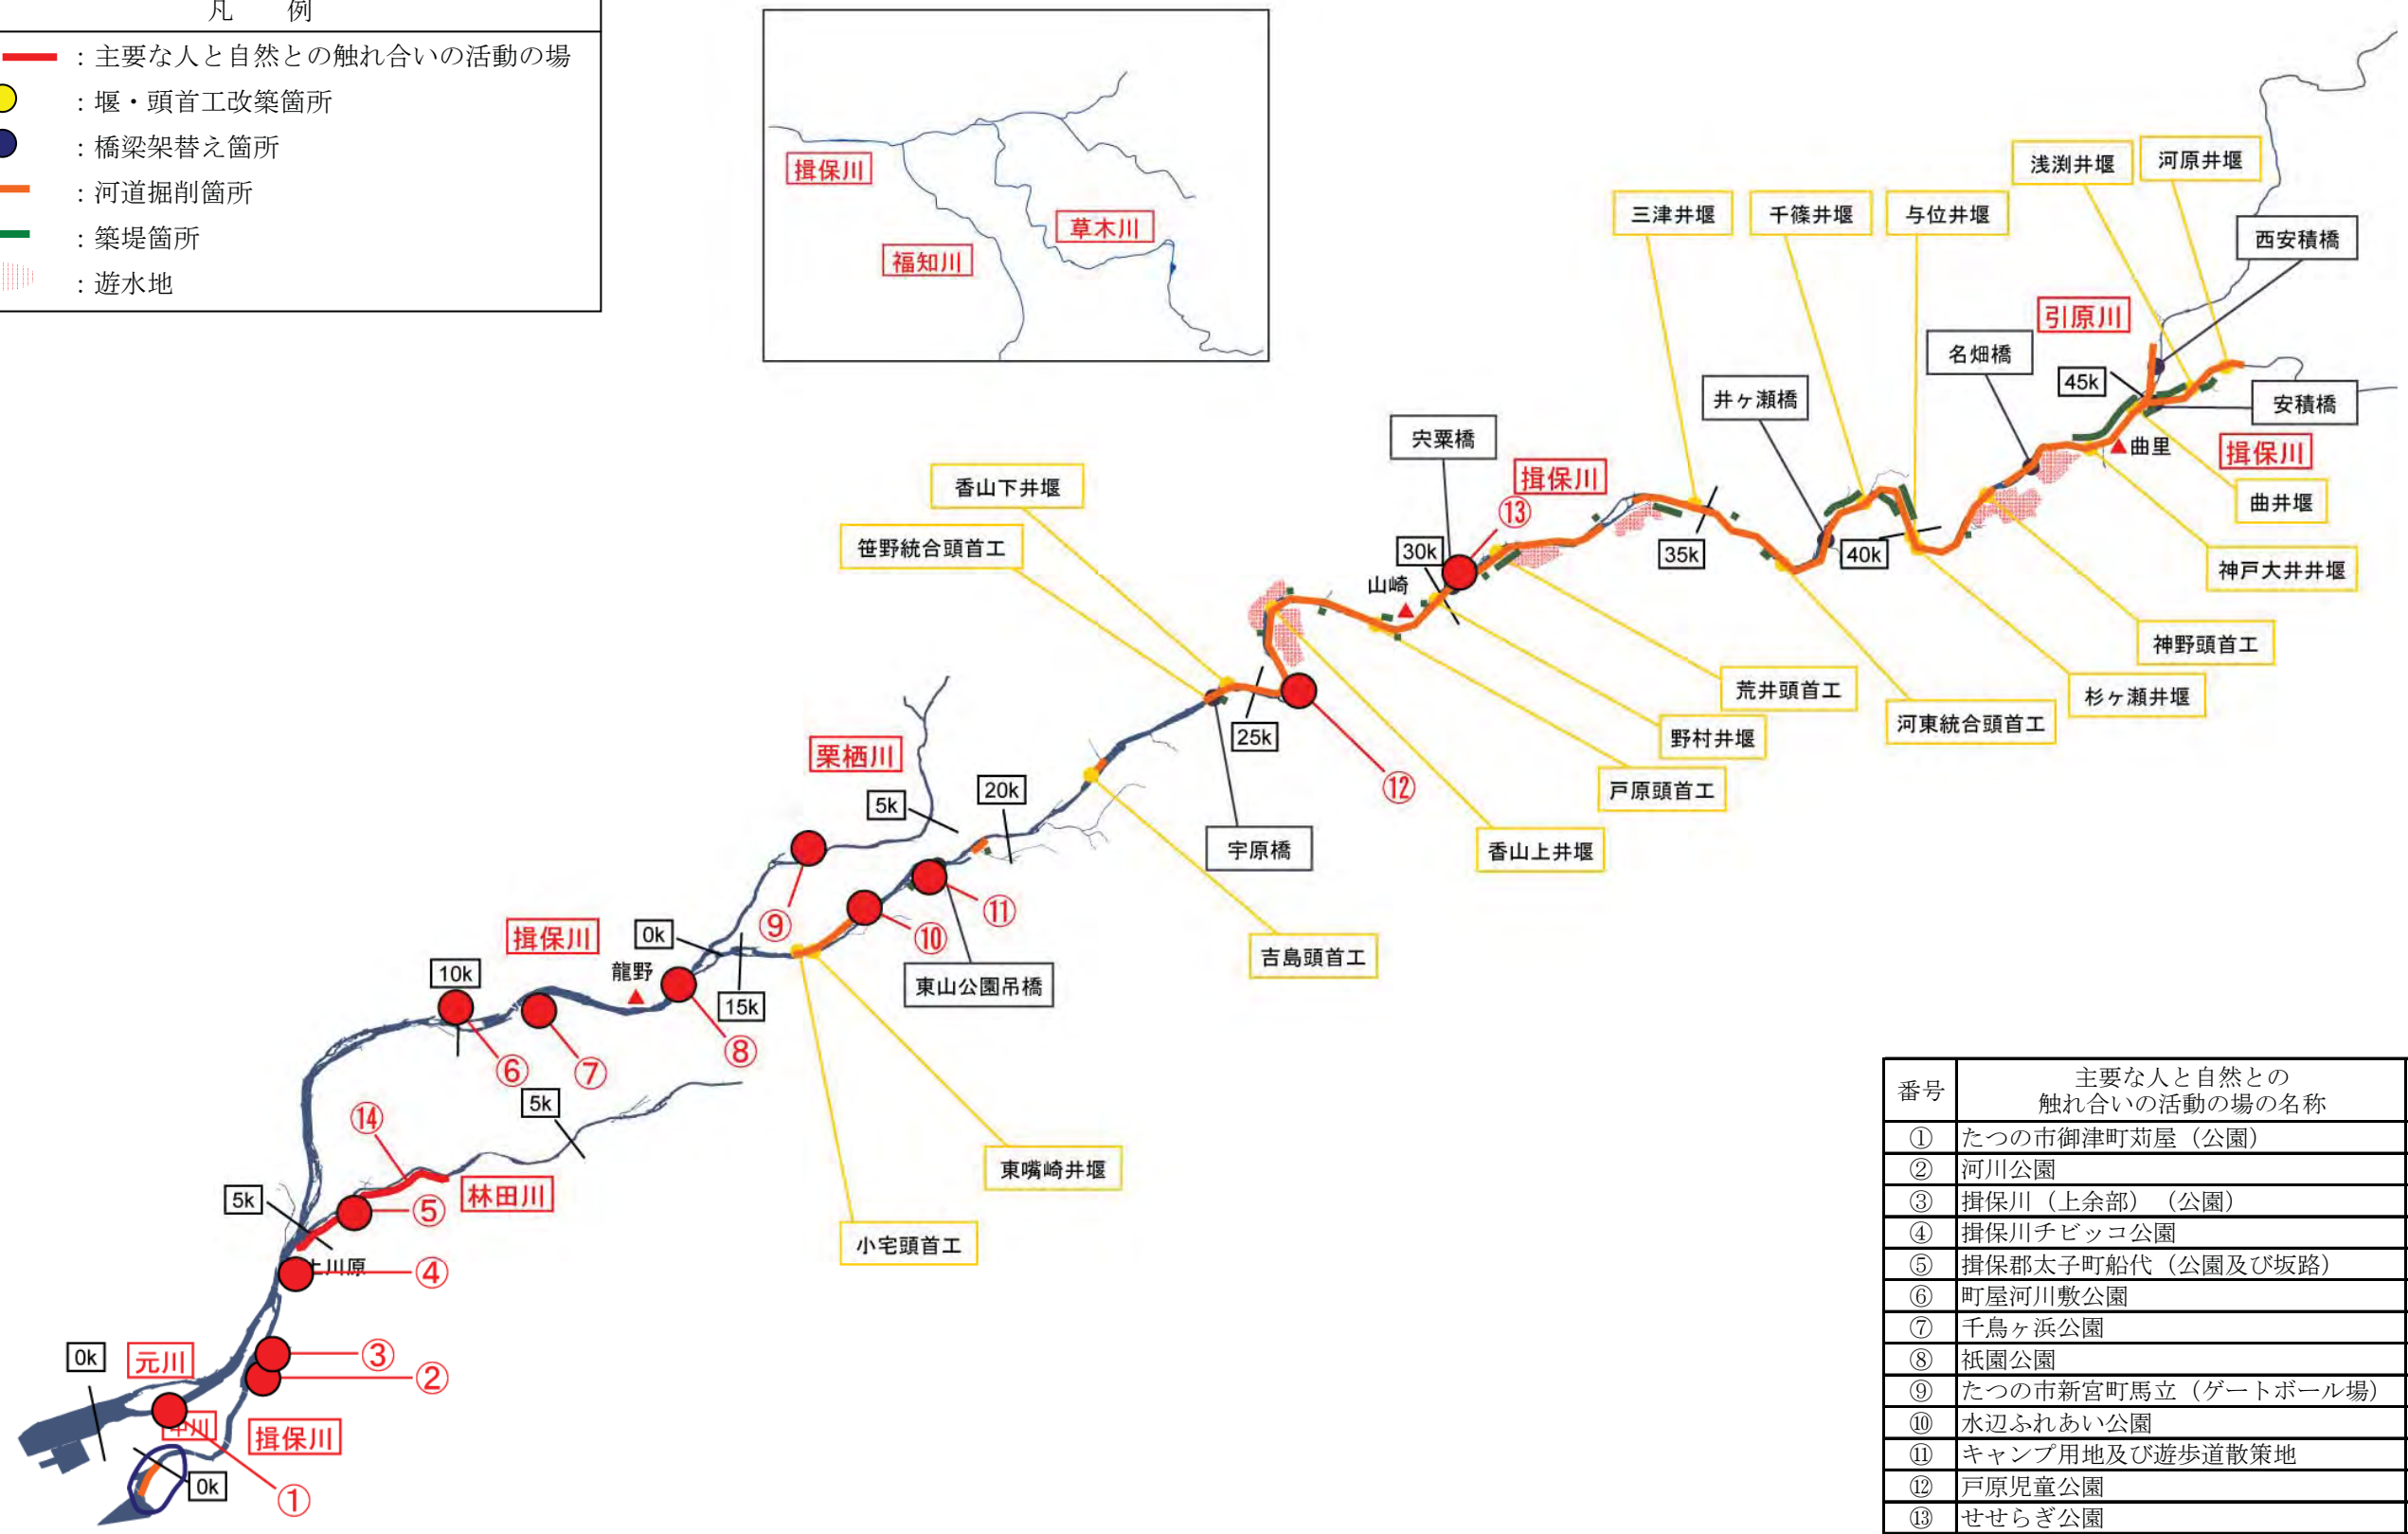 凡　例
：主要な人と自然との触れ合いの活動の場
：堰・頭首工改築箇所
：橋梁架替え箇所
：河道掘削箇所
：築堤箇所
：遊水地
揖保川
草木川
福知川
浅渕井堰
河原井堰
三津井堰
千篠井堰
与位井堰
西安積橋
引原川
名畑橋
45k
井ヶ瀬橋
安積橋
宍粟橋
曲里
揖保川
揖保川
香山下井堰
曲井堰
⑬
笹野統合頭首工
30k
35k
40k
神戸大井井堰
山崎
神野頭首工
荒井頭首工
杉ヶ瀬井堰
河東統合頭首工
25k
野村井堰
栗栖川
⑫
戸原頭首工
20k
5k
宇原橋
香山上井堰
⑪
⑨
揖保川
0k
⑩
吉島頭首工
龍野
10k
東山公園吊橋
15k
⑧
⑥
⑦
5k
⑭
東嘴崎井堰
林田川
5k
⑤
小宅頭首工
上川原
④
0k
元川
③
②
中川
揖保川
0k
①
番号
主要な人と自然との
触れ合いの活動の場の名称
① たつの市御津町苅屋（公園）
② 河川公園
③ 揖保川（上余部）（公園）
④ 揖保川チビッコ公園
⑤ 揖保郡太子町船代（公園及び坂路）
⑥ 町屋河川敷公園
⑦ 千鳥ヶ浜公園
⑧ 祇園公園
⑨ たつの市新宮町馬立（ゲートボール場）
⑩ 水辺ふれあい公園
⑪ キャンプ用地及び遊歩道散策地
⑫ 戸原児童公園
⑬ せせらぎ公園